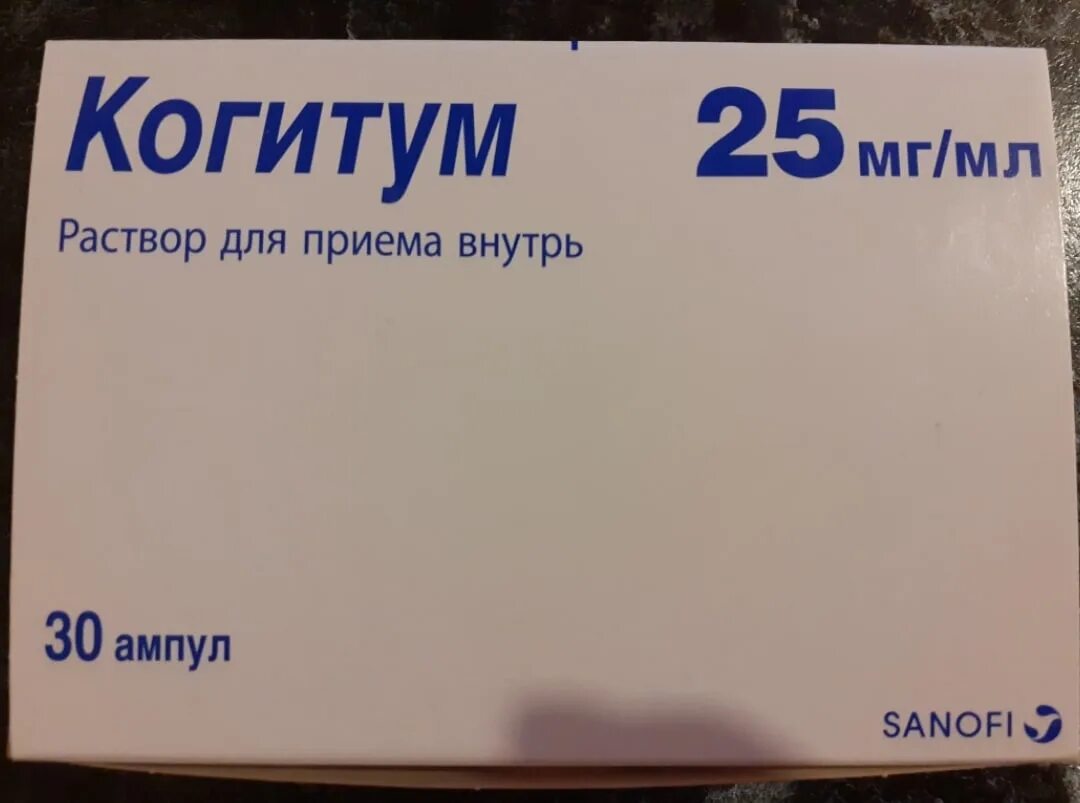 Когитум 25 мг/мл
Раствор для приема внутрь
30 ампул
SANOFI